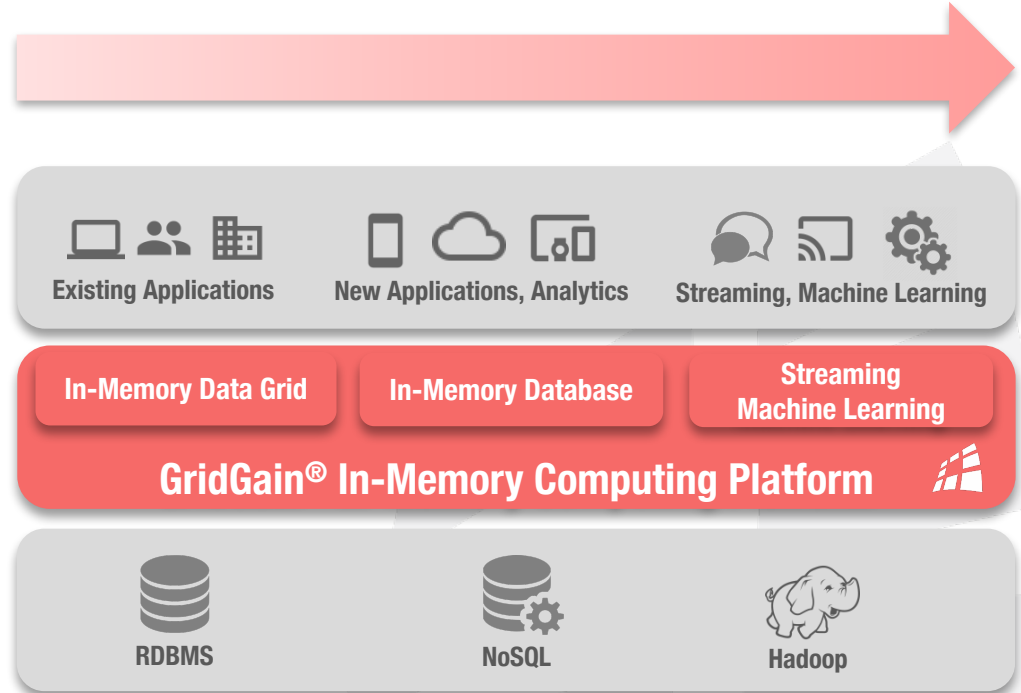 Existing Applications
New Applications, Analytics
Streaming, Machine Learning
In-Memory Data Grid
In-Memory Database
Streaming
Machine Learning
GridGain® In-Memory Computing Platform
RDBMS
NoSQL
Hadoop